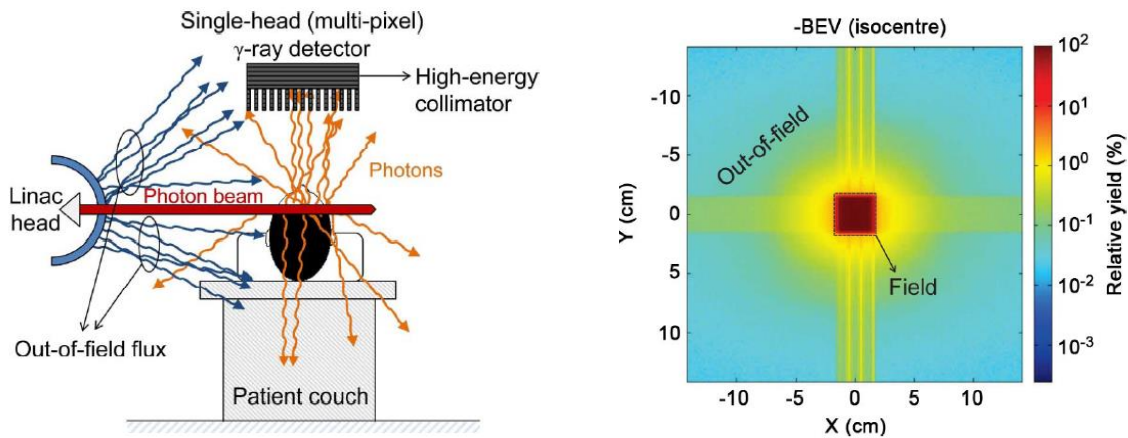 Single-head (multi-pixel)
γ-ray detector
High-energy
collimator
Photons
Linac
head
Photon beam
Out-of-field flux
Patient couch
-BEV (isocentre)
Out-of-field
Field
Y (cm)
-10
-5
0
5
10
-10
-5
0
5
10
X (cm)
10²
10¹
10⁰
10⁻¹
10⁻²
10⁻³
Relative yield (%)